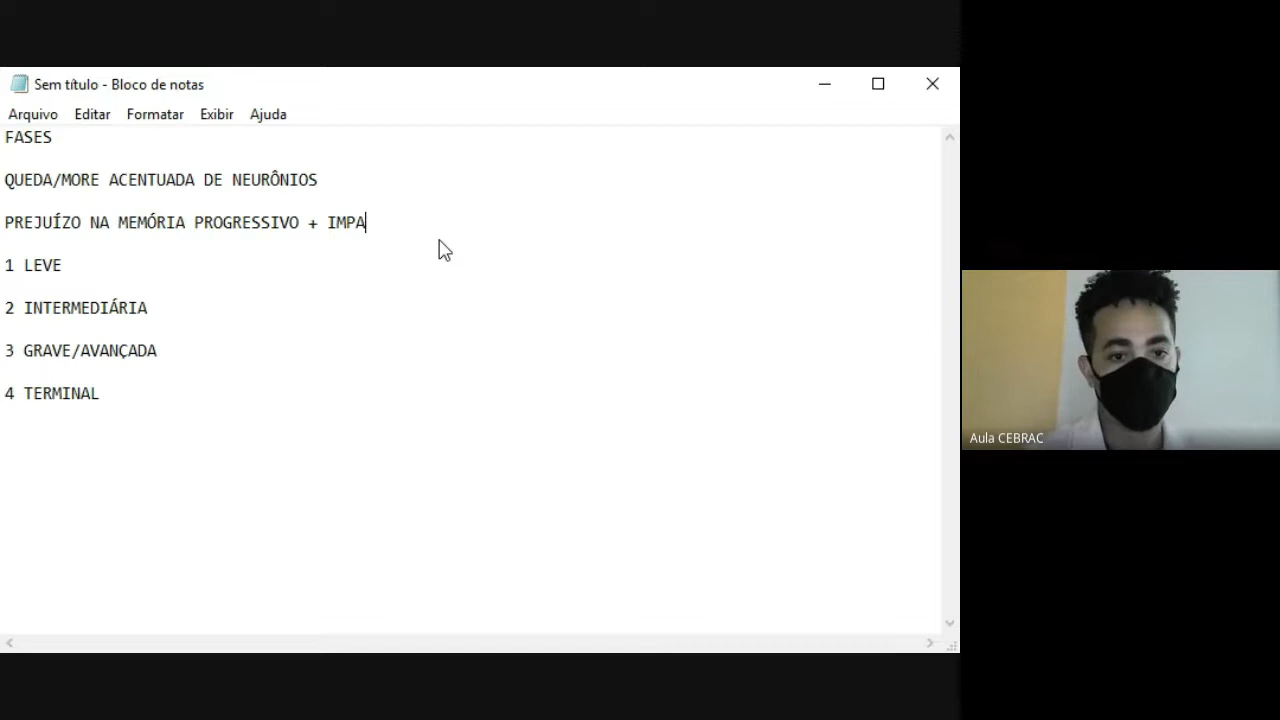 Sem título - Bloco de notas
Arquivo Editar Formatar Exibir Ajuda
FASES
QUEDA/MORE ACENTUADA DE NEURÔNIOS
PREJUÍZO NA MEMÓRIA PROGRESSIVO + IMPA
1 LEVE
2 INTERMEDIÁRIA
3 GRAVE/AVANÇADA
4 TERMINAL
Aula CEBRAC